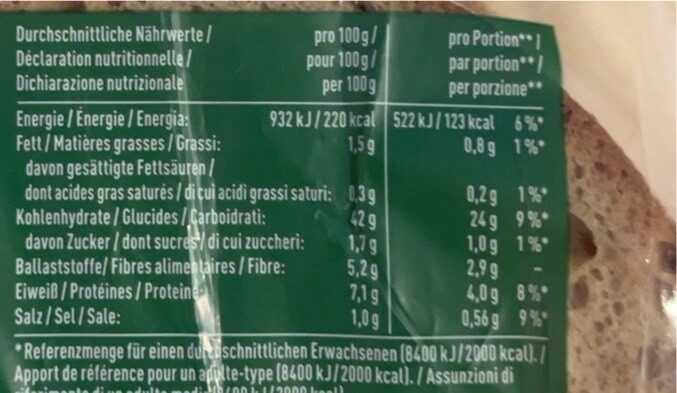 Durchschnittliche Nährwerte / pro 100 g / pro Portion** /
Déclaration nutritionnelle / pour 100 g / par portion** /
Dichiarazione nutrizionale per 100 g per porzione**
Energie / Énergie / Energia: 932 kJ / 220 kcal 522 kJ / 123 kcal 6 %*
Fett / Matières grasses / Grassi: 1,5 g 0,8 g 1 %*
davon gesättigte Fettsäuren /
dont acides gras saturés / di cui acidi grassi saturi: 0,3 g 0,2 g 1 %*
Kohlenhydrate / Glucides / Carboidrati: 42 g 24 g 9 %*
davon Zucker / dont sucres / di cui zuccheri: 1,7 g 1,0 g 1 %*
Ballaststoffe / Fibres alimentaires / Fibre: 5,2 g 2,9 g –
Eiweiß / Protéines / Proteine: 7,1 g 4,0 g 8 %*
Salz / Sel / Sale: 1,0 g 0,56 g 9 %*
*Referenzmenge für einen durchschnittlichen Erwachsenen (8400 kJ / 2000 kcal). /
Apport de référence pour un adulte-type (8400 kJ / 2000 kcal). / Assunzioni di